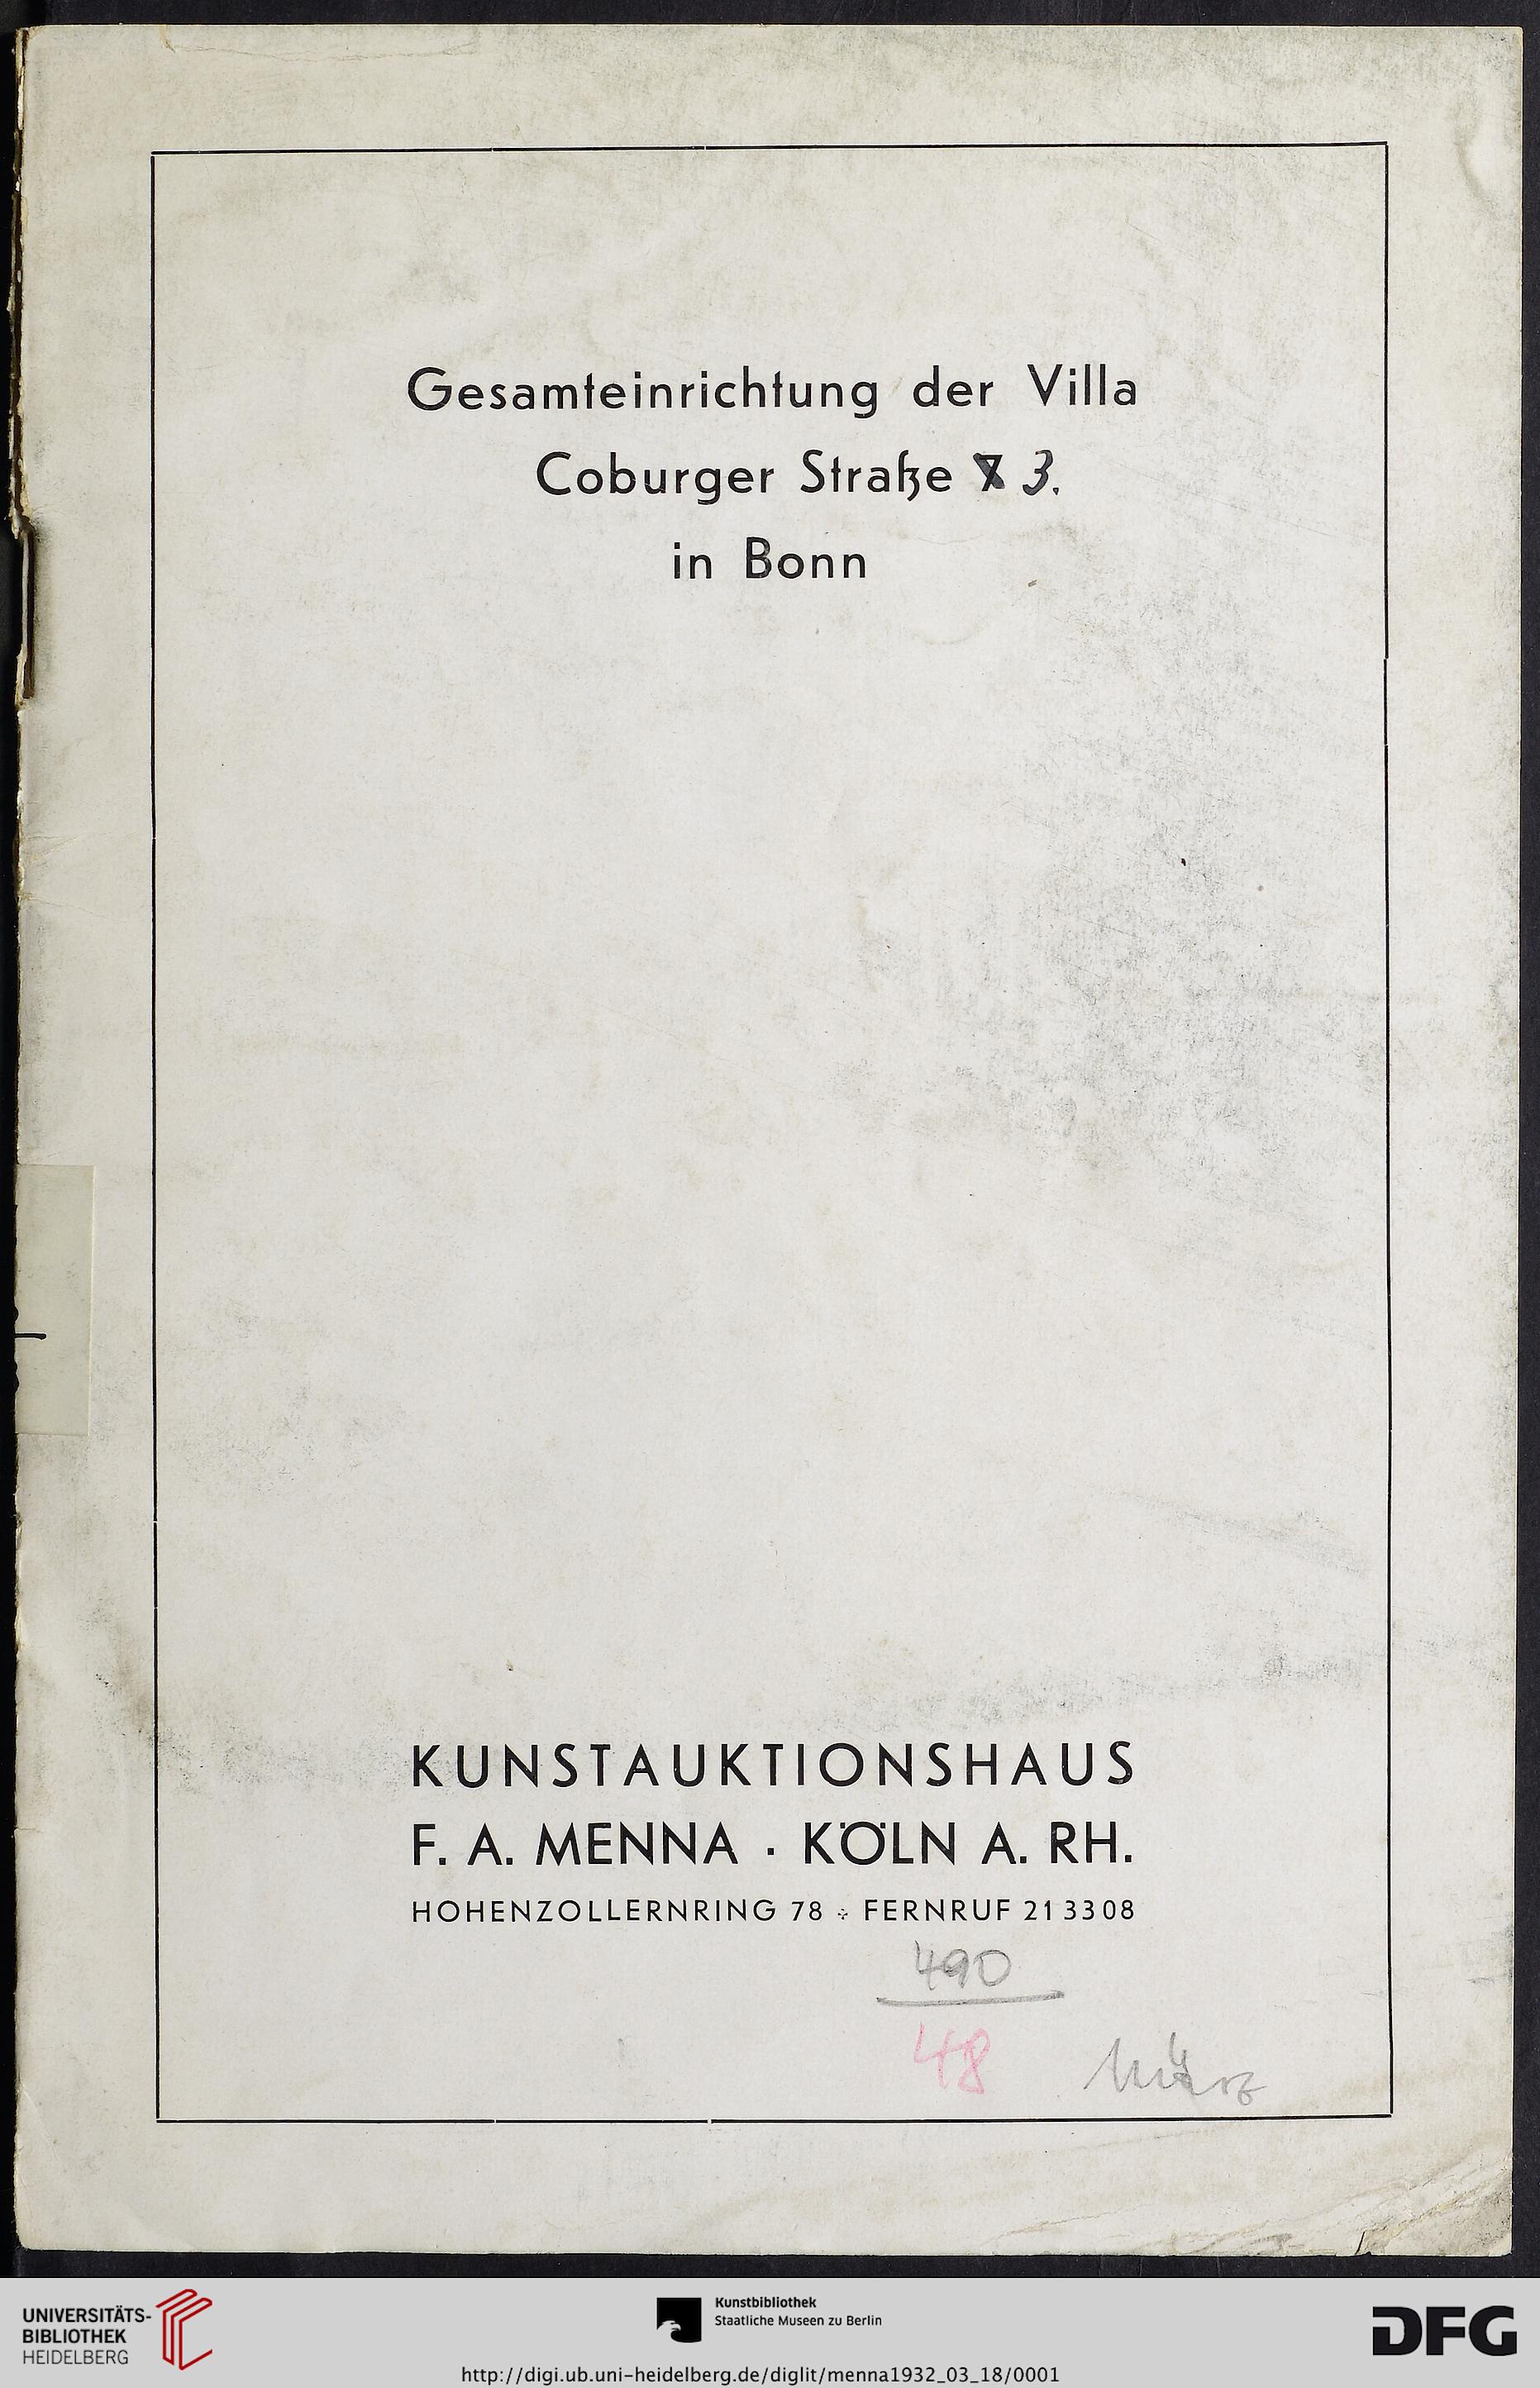 Gesamteinrichtung der Villa
Coburger Straße 7 3.
in Bonn
KUNSTAUKTIONSHAUS
F. A. MENNA · KÖLN A. RH.
HOHENZOLLERNRING 78 ÷ FERNRUF 21 33 08
490
48
März
UNIVERSITÄTS-
BIBLIOTHEK
HEIDELBERG
Kunstbibliothek
Staatliche Museen zu Berlin
DFG
http://digi.ub.uni-heidelberg.de/diglit/menna1932_03_18/0001